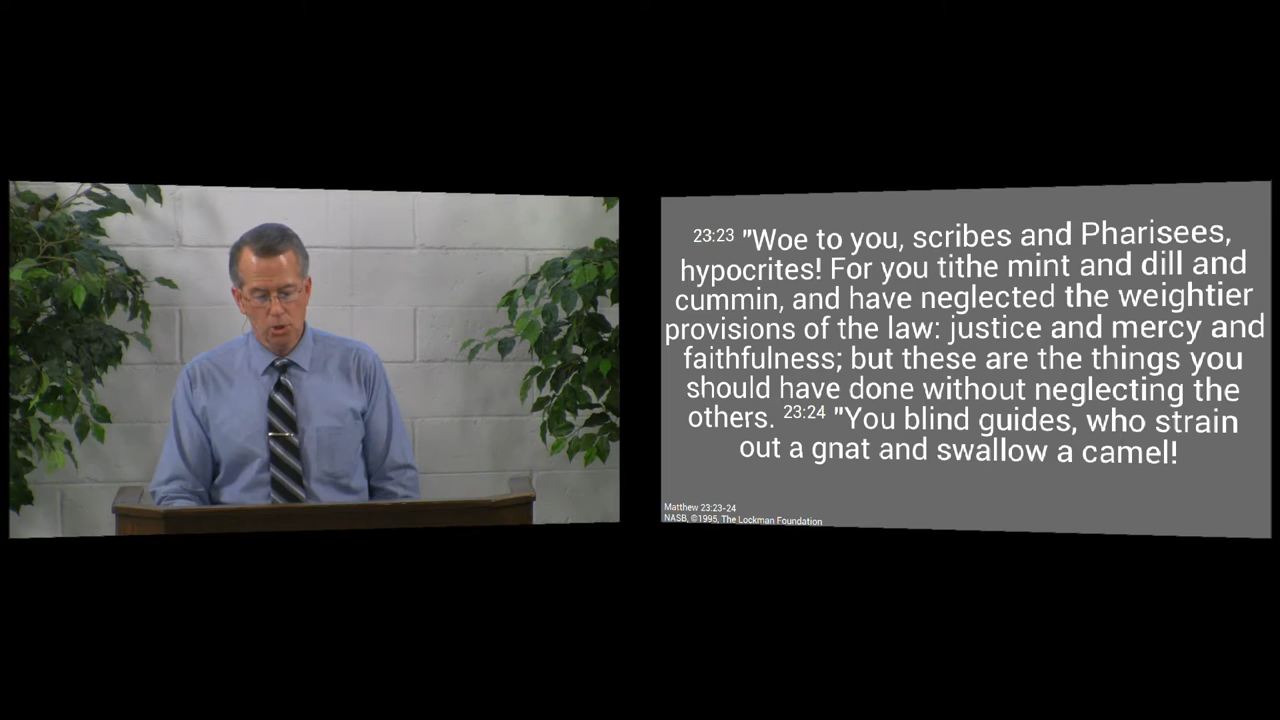 23:23 "Woe to you, scribes and Pharisees,
hypocrites! For you tithe mint and dill and
cummin, and have neglected the weightier
provisions of the law: justice and mercy and
faithfulness; but these are the things you
should have done without neglecting the
others. 23:24 "You blind guides, who strain
out a gnat and swallow a camel!
Matthew 23:23-24
NASB, ©1995, The Lockman Foundation